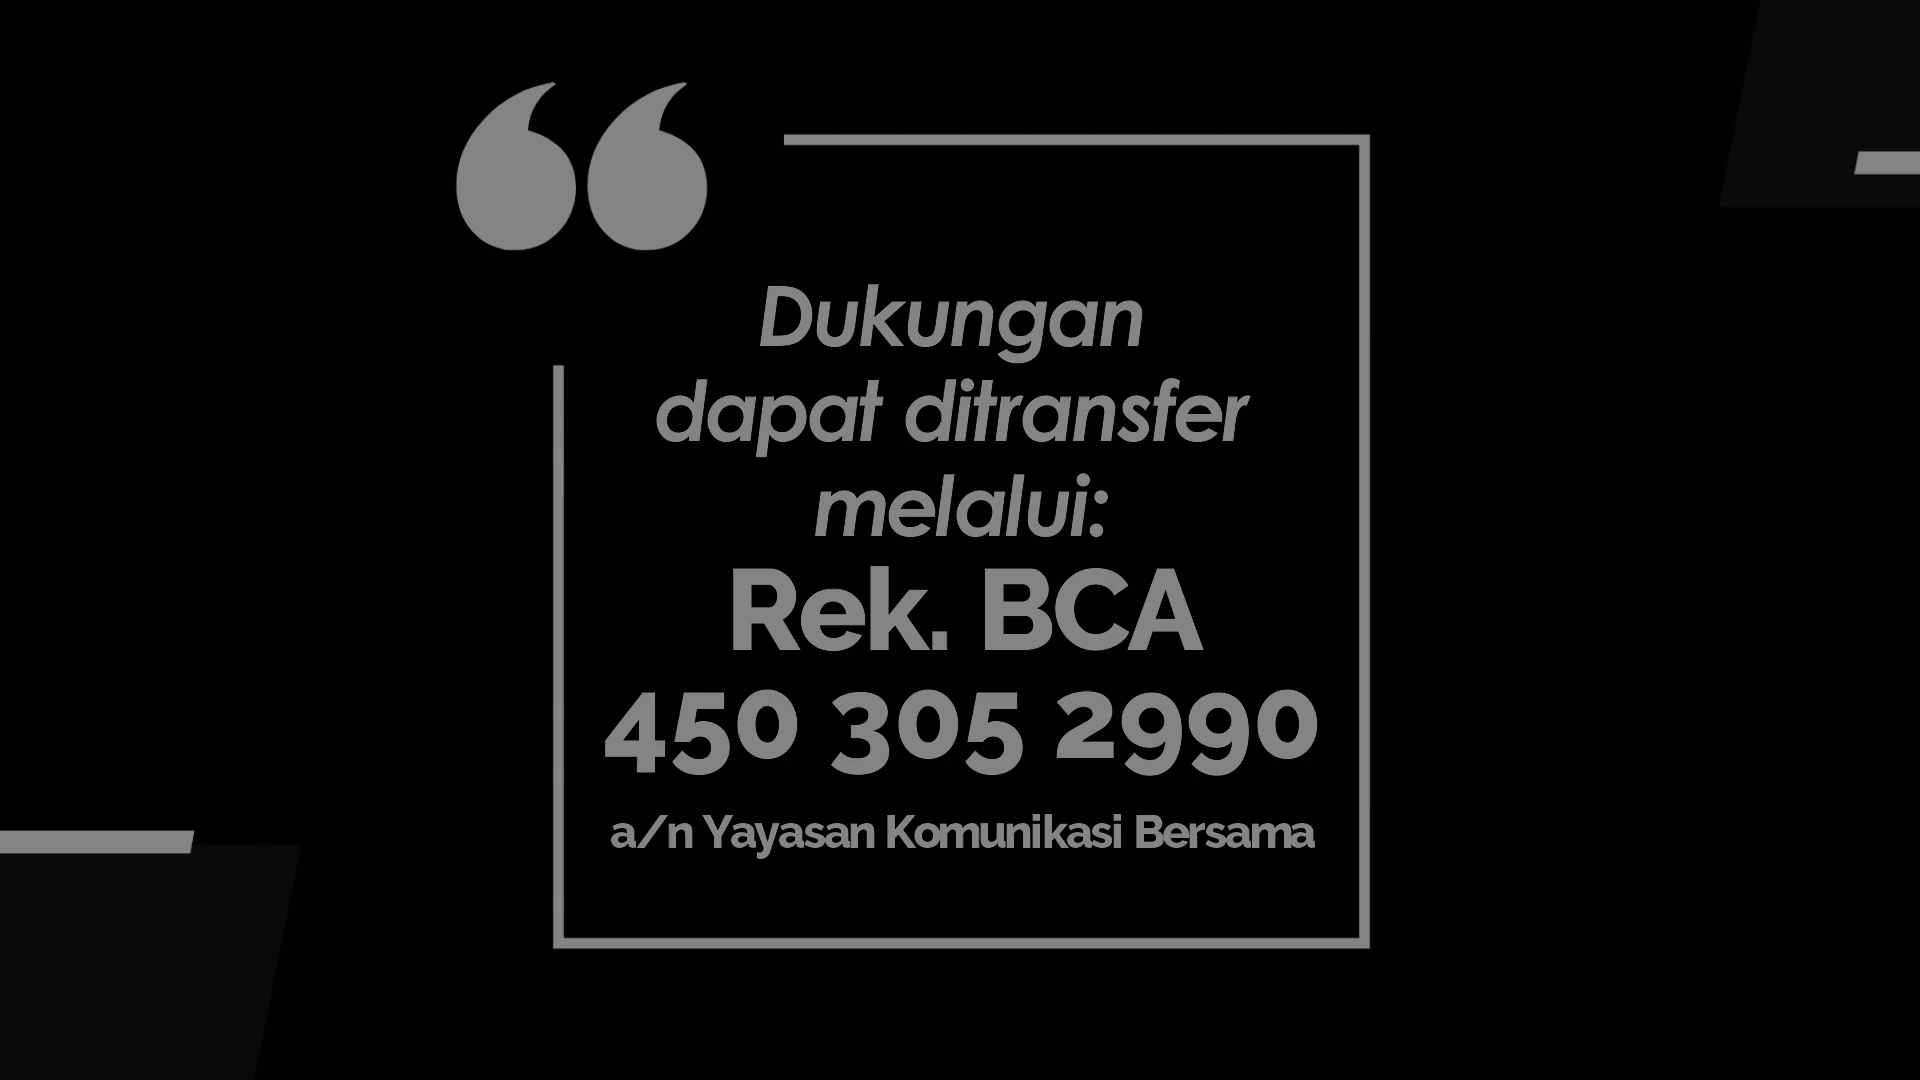 Dukungan
dapat ditransfer
melalui:
Rek. BCA
450 305 2990
a/n Yayasan Komunikasi Bersama